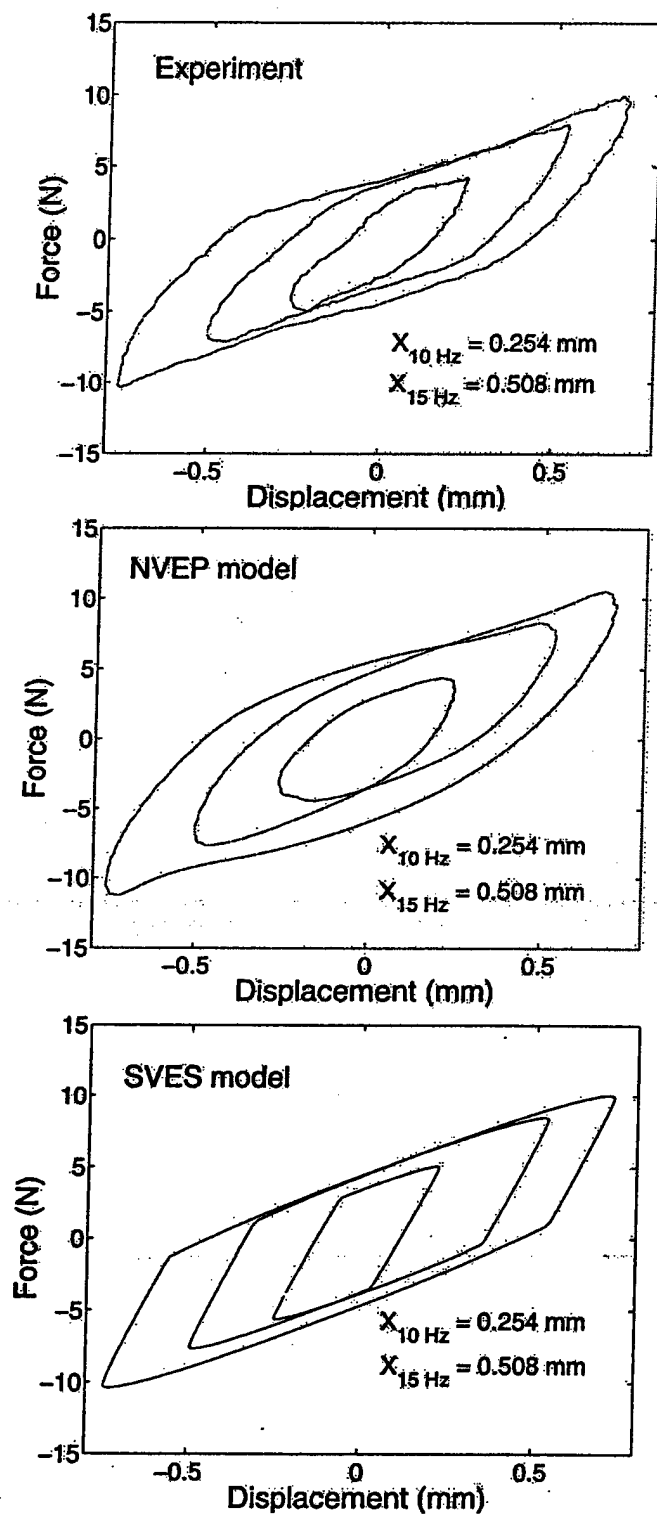 15
Experiment
10
5
0
−5
−10
−15
Force (N)
X10 Hz = 0.254 mm
X15 Hz = 0.508 mm
−0.5 0 0.5
Displacement (mm)
15
NVEP model
10
5
0
−5
−10
−15
Force (N)
X10 Hz = 0.254 mm
X15 Hz = 0.508 mm
−0.5 0 0.5
Displacement (mm)
15
SVES model
10
5
0
−5
−10
−15
Force (N)
X10 Hz = 0.254 mm
X15 Hz = 0.508 mm
−0.5 0 0.5
Displacement (mm)